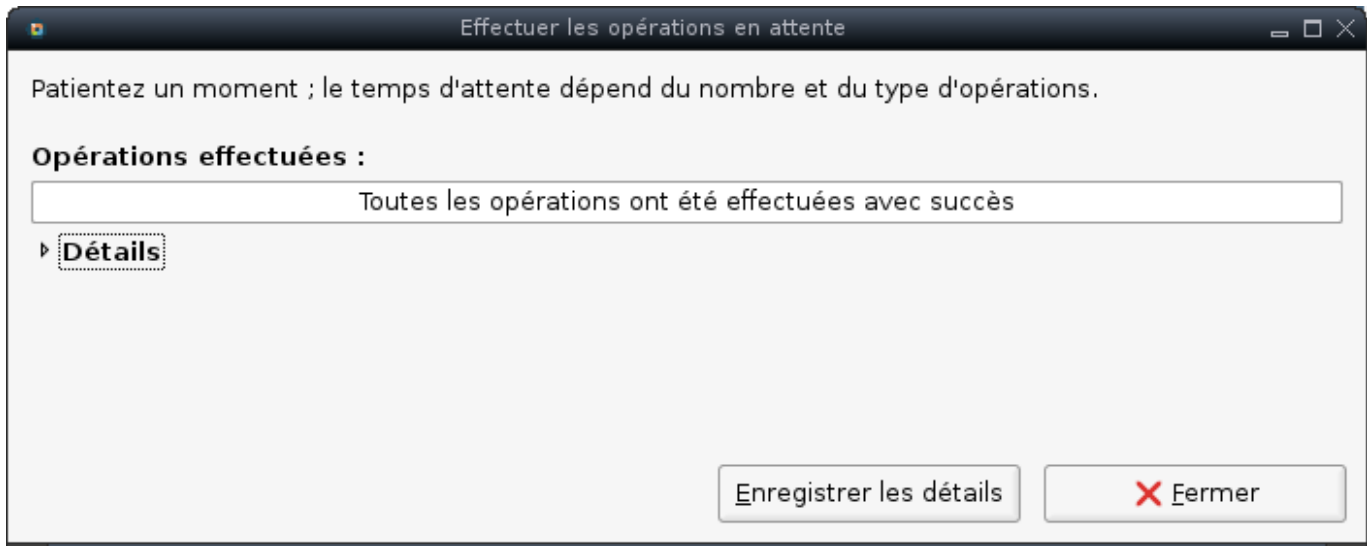 Effectuer les opérations en attente
Patientez un moment ; le temps d'attente dépend du nombre et du type d'opérations.
Opérations effectuées :
Toutes les opérations ont été effectuées avec succès
Détails
Enregistrer les détails
Fermer